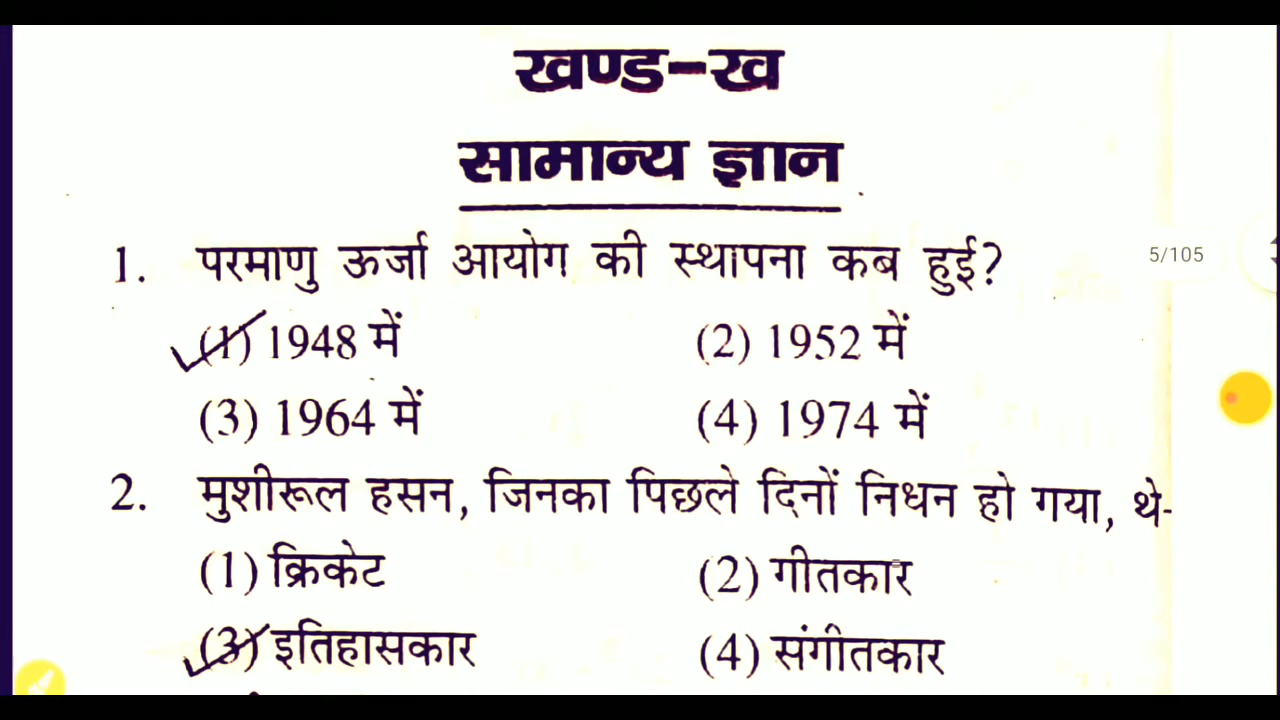 खण्ड-ख
सामान्य ज्ञान
1. परमाणु ऊर्जा आयोग की स्थापना कब हुई?
5/105
(1) 1948 में (2) 1952 में
(3) 1964 में (4) 1974 में
2. मुशीरूल हसन, जिनका पिछले दिनों निधन हो गया, थे-
(1) क्रिकेट (2) गीतकार
(3) इतिहासकार (4) संगीतकार